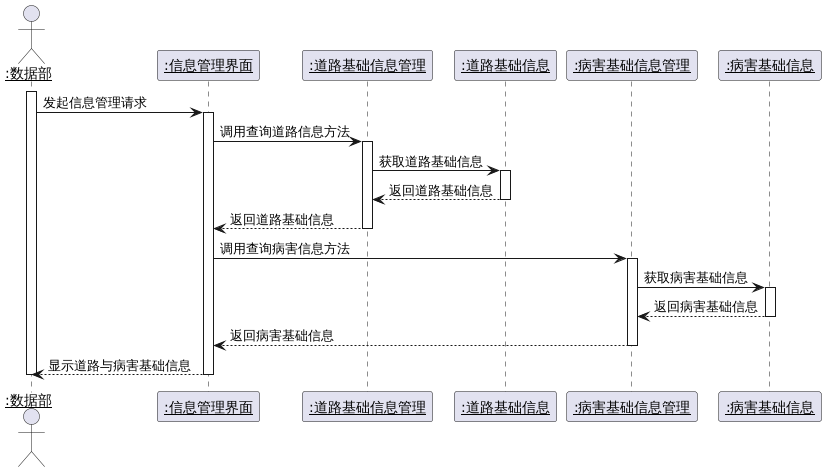 :数据部
:信息管理界面
:道路基础信息管理
:道路基础信息
:病害基础信息管理
:病害基础信息
发起信息管理请求
调用查询道路信息方法
获取道路基础信息
返回道路基础信息
返回道路基础信息
调用查询病害信息方法
获取病害基础信息
返回病害基础信息
返回病害基础信息
显示道路与病害基础信息
:数据部
:信息管理界面
:道路基础信息管理
:道路基础信息
:病害基础信息管理
:病害基础信息